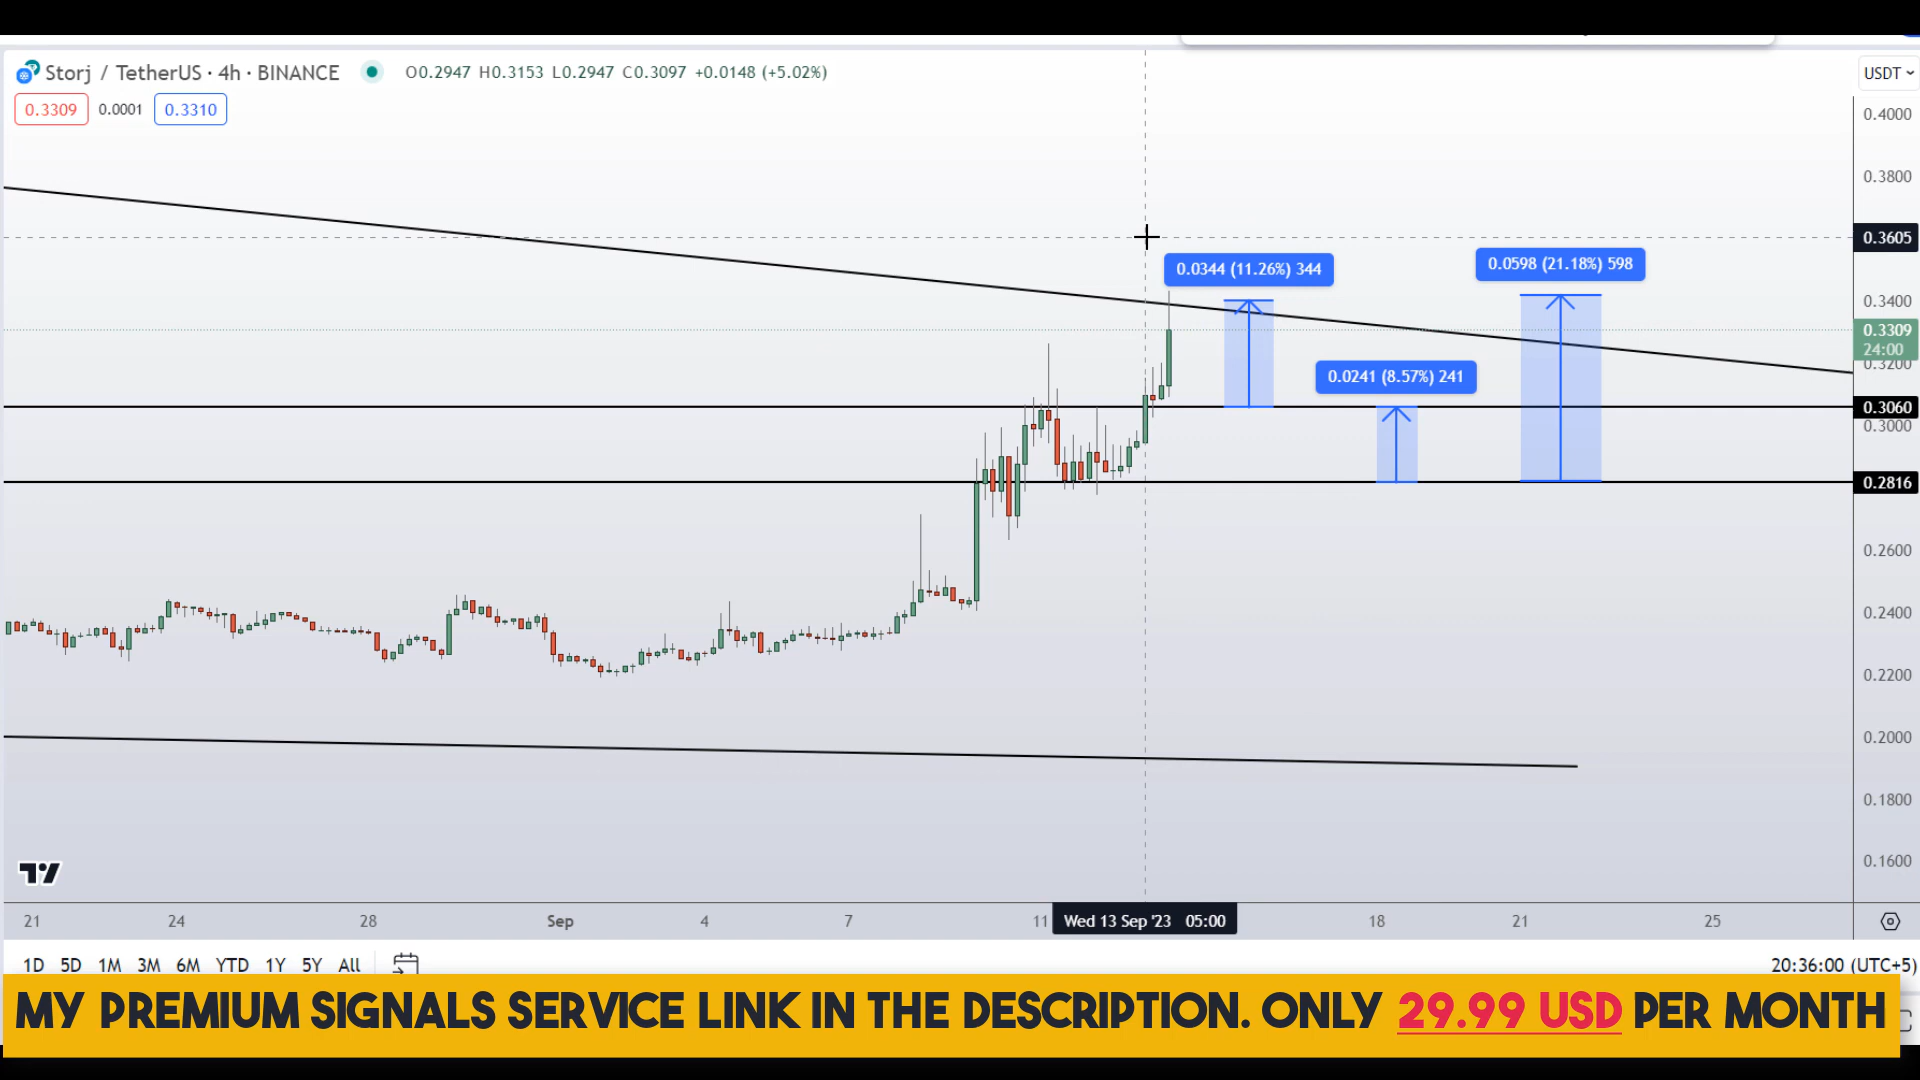 Storj / TetherUS · 4h · BINANCE O0.2947 H0.3153 L0.2947 C0.3097 +0.0148 (+5.02%)
USDT
0.3309 0.0001 0.3310
0.4000
0.3800
0.3605
0.0344 (11.26%) 344
0.0598 (21.18%) 598
0.3400
0.3309
24:00
0.3200
0.0241 (8.57%) 241
0.3060
0.3000
0.2816
0.2600
0.2400
0.2200
0.2000
0.1800
0.1600
21 24 28 Sep 4 7 11 Wed 13 Sep '23 05:00 18 21 25
1D 5D 1M 3M 6M YTD 1Y 5Y All 20:36:00 (UTC+5)
MY PREMIUM SIGNALS SERVICE LINK IN THE DESCRIPTION. ONLY 29.99 USD PER MONTH